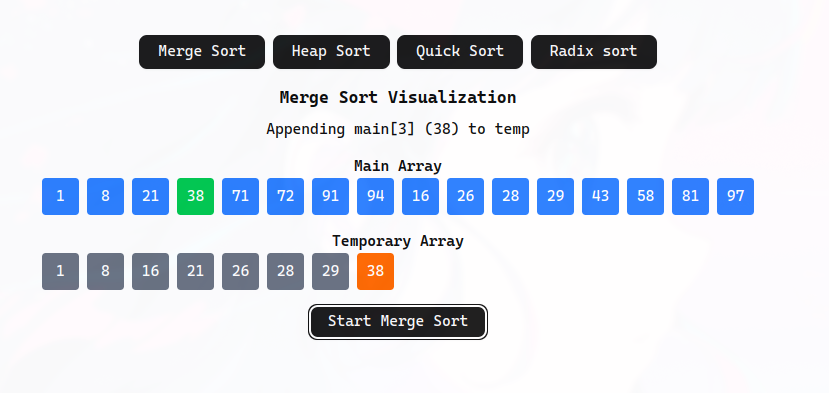 Merge Sort Heap Sort Quick Sort Radix sort
Merge Sort Visualization
Appending main[3] (38) to temp
Main Array
1 8 21 38 71 72 91 94 16 26 28 29 43 58 81 97
Temporary Array
1 8 16 21 26 28 29 38
Start Merge Sort